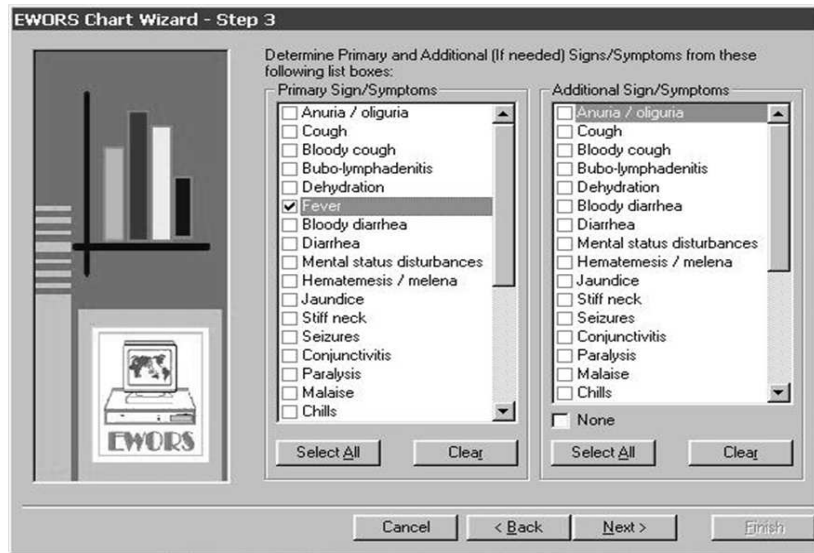 EWORS Chart Wizard - Step 3
Determine Primary and Additional (If needed) Signs/Symptoms from these
following list boxes:
Primary Sign/Symptoms
Anuria / oliguria
Cough
Bloody cough
Bubo-lymphadenitis
Dehydration
Fever
Bloody diarrhea
Diarrhea
Mental status disturbances
Hematemesis / melena
Jaundice
Stiff neck
Seizures
Conjunctivitis
Paralysis
Malaise
Chills
Select All
Clear
Additional Sign/Symptoms
Anuria / oliguria
Cough
Bloody cough
Bubo-lymphadenitis
Dehydration
Bloody diarrhea
Diarrhea
Mental status disturbances
Hematemesis / melena
Jaundice
Stiff neck
Seizures
Conjunctivitis
Paralysis
Malaise
Chills
None
Select All
Clear
EWORS
Cancel
< Back
Next >
Finish